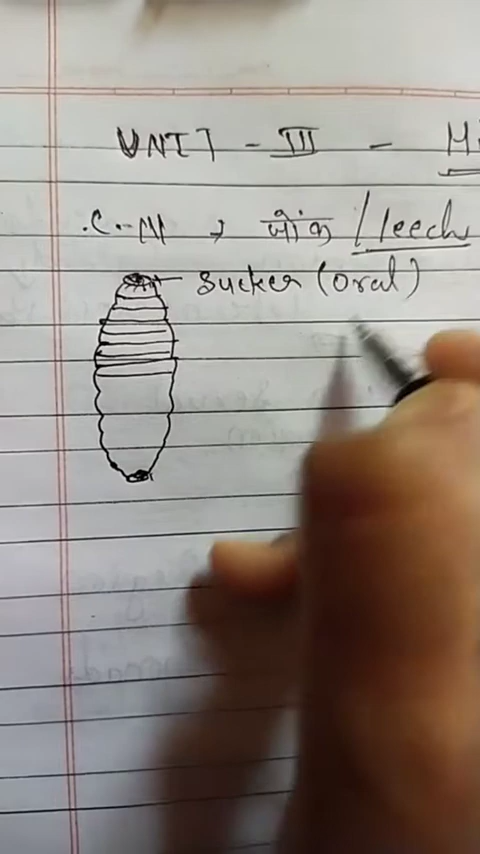 UNIT - III -
C.N → जोंक / leech
Sucker (oral)